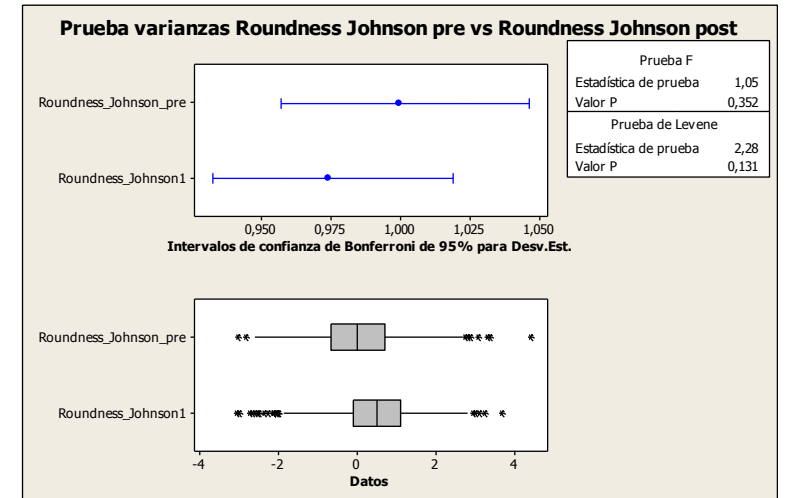 Prueba varianzas Roundness Johnson pre vs Roundness Johnson post
Prueba F
Estadística de prueba 1,05
Valor P 0,352
Prueba de Levene
Estadística de prueba 2,28
Valor P 0,131
Roundness_Johnson_pre
Roundness_Johnson1
0,950 0,975 1,000 1,025 1,050
Intervalos de confianza de Bonferroni de 95% para Desv.Est.
Roundness_Johnson_pre
Roundness_Johnson1
-4 -2 0 2 4
Datos